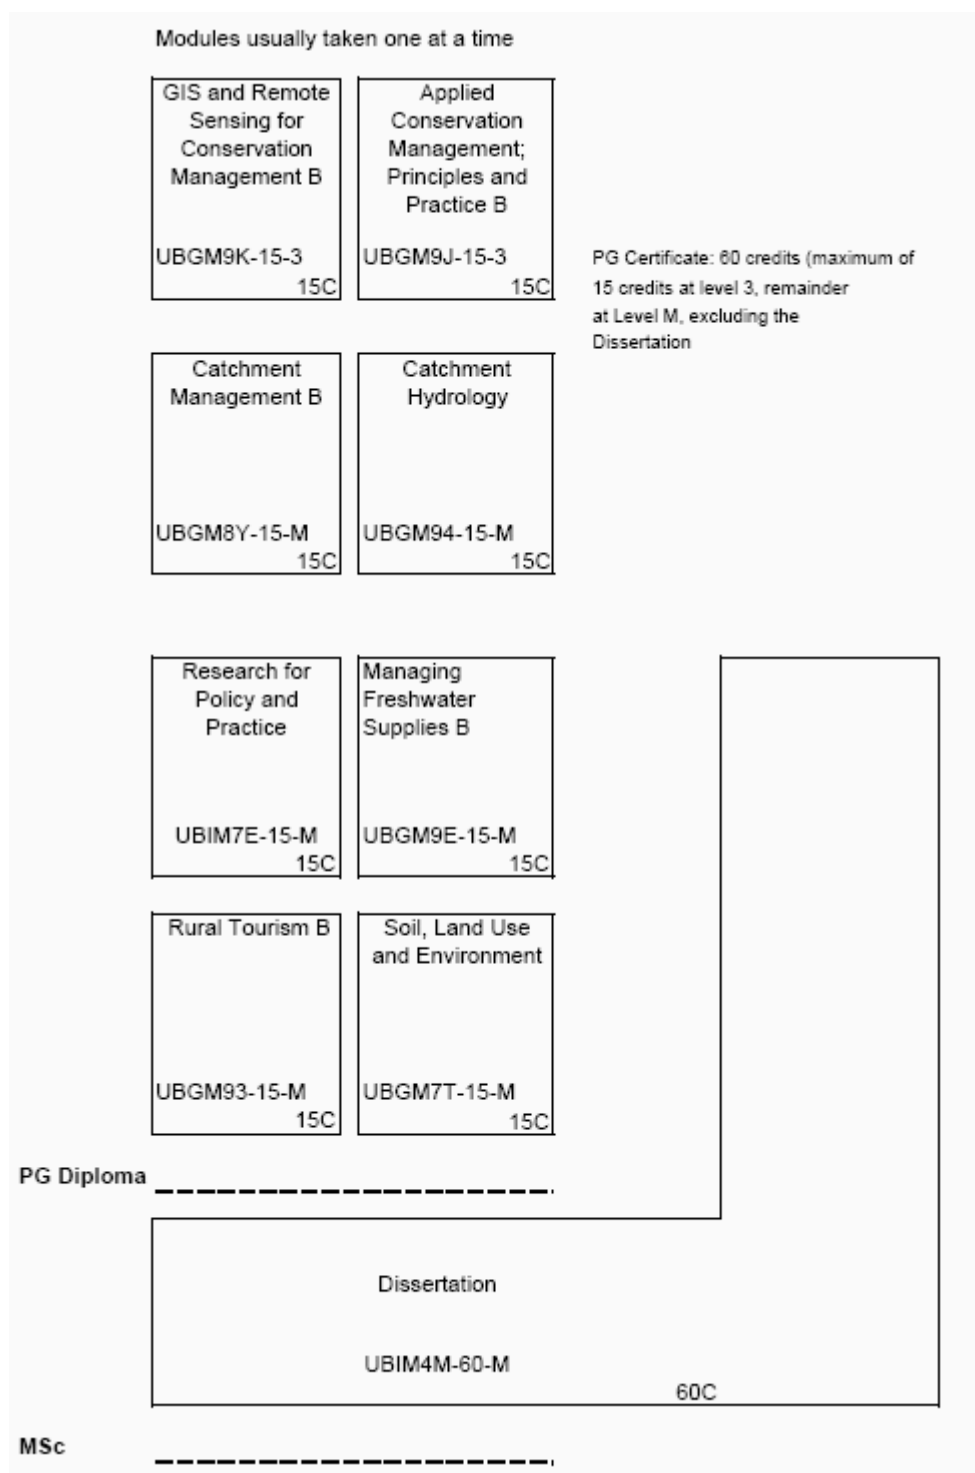 Modules usually taken one at a time
GIS and Remote
Sensing for
Conservation
Management B
UBGM9K-15-3
15C
Applied
Conservation
Management;
Principles and
Practice B
UBGM9J-15-3
15C
PG Certificate: 60 credits (maximum of
15 credits at level 3, remainder
at Level M, excluding the
Dissertation
Catchment
Management B
UBGM8Y-15-M
15C
Catchment
Hydrology
UBGM94-15-M
15C
Research for
Policy and
Practice
UBIM7E-15-M
15C
Managing
Freshwater
Supplies B
UBGM9E-15-M
15C
Rural Tourism B
UBGM93-15-M
15C
Soil, Land Use
and Environment
UBGM7T-15-M
15C
PG Diploma
Dissertation
UBIM4M-60-M
60C
MSc